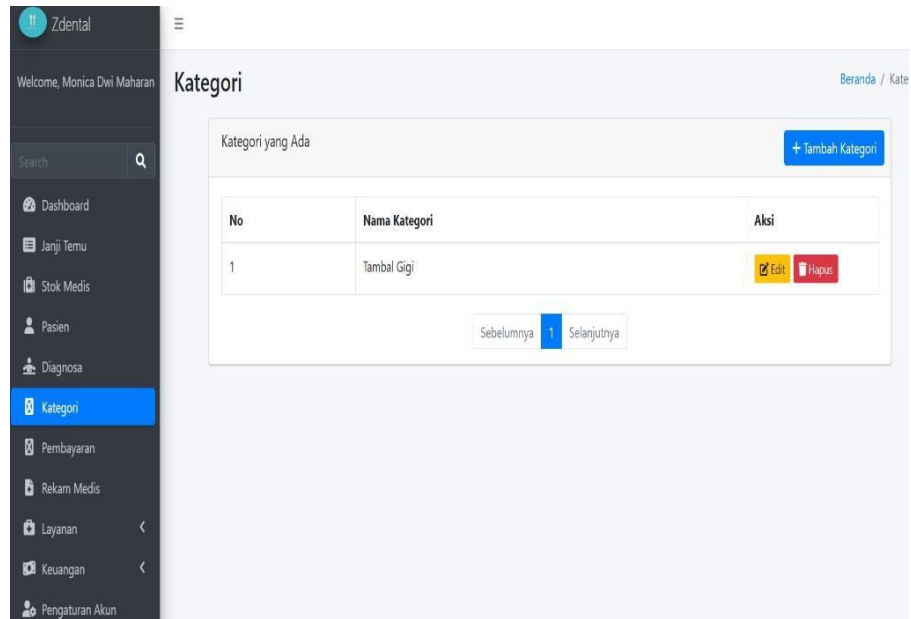 Zdental
Welcome, Monica Dwi Maharan
Search
Dashboard
Janji Temu
Stok Medis
Pasien
Diagnosa
Kategori
Pembayaran
Rekam Medis
Layanan
Keuangan
Pengaturan Akun
Kategori
Beranda / Kate
Kategori yang Ada
+ Tambah Kategori
No Nama Kategori Aksi
1 Tambal Gigi Edit Hapus
Sebelumnya 1 Selanjutnya